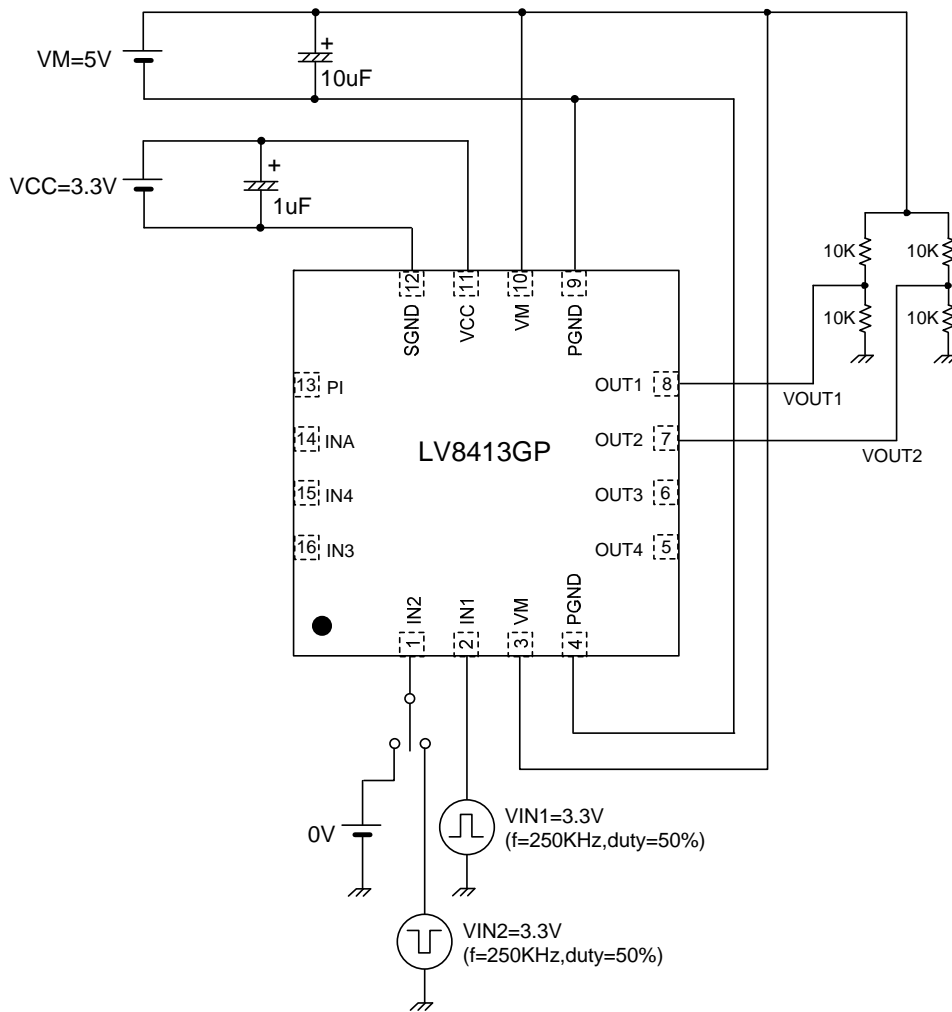 VM=5V
+
10uF
VCC=3.3V
+
1uF
10K
10K
10K
10K
12
11
10
9
SGND
VCC
VM
PGND
13 PI
14 INA
15 IN4
16 IN3
LV8413GP
OUT1 8
OUT2 7
OUT3 6
OUT4 5
VOUT1
VOUT2
IN2
IN1
VM
PGND
1
2
3
4
0V
VIN1=3.3V
(f=250KHz,duty=50%)
VIN2=3.3V
(f=250KHz,duty=50%)